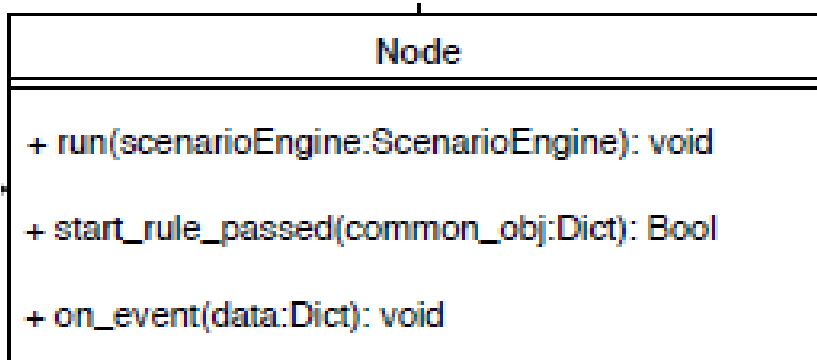 Node
+ run(scenarioEngine:ScenarioEngine): void
+ start_rule_passed(common_obj:Dict): Bool
+ on_event(data:Dict): void